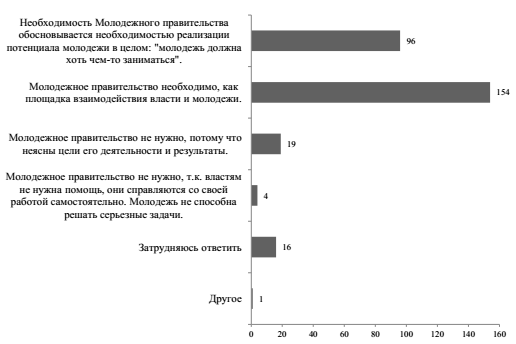 Необходимость Молодежного правительства
обосновывается необходимостью реализации
потенциала молодежи в целом: "молодежь должна
хоть чем-то заниматься".
96
Молодежное правительство необходимо, как
площадка взаимодействия власти и молодежи.
154
Молодежное правительство не нужно, потому что
неясны цели его деятельности и результаты.
19
Молодежное правительство не нужно, т.к. властям
не нужна помощь, они справляются со своей
работой самостоятельно. Молодежь не способна
решать серьезные задачи.
4
Затрудняюсь ответить
16
Другое
1
0 20 40 60 80 100 120 140 160